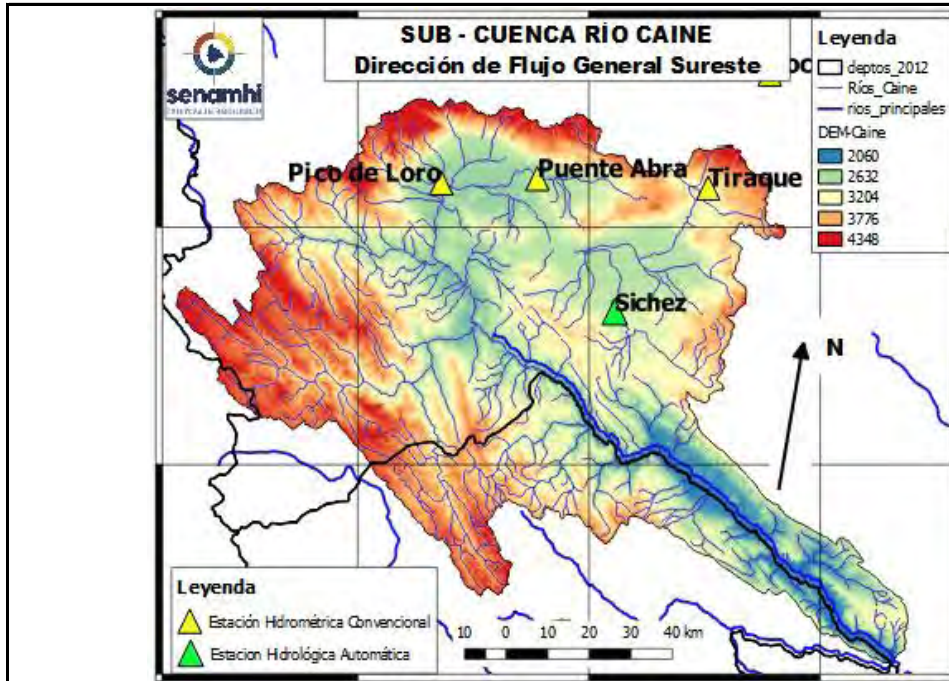 SUB - CUENCA RÍO CAINE
Dirección de Flujo General Sureste
senamhi
Leyenda
deptos_2012
Ríos_Caine
rios_principales
DEM-Caine
2060
2632
3204
3776
4348
Pico de Loro
Puente Abra
Tiraque
Sichez
N
Leyenda
Estación Hidrométrica Convencional
Estacion Hidrológica Automática
10 0 10 20 30 40 km